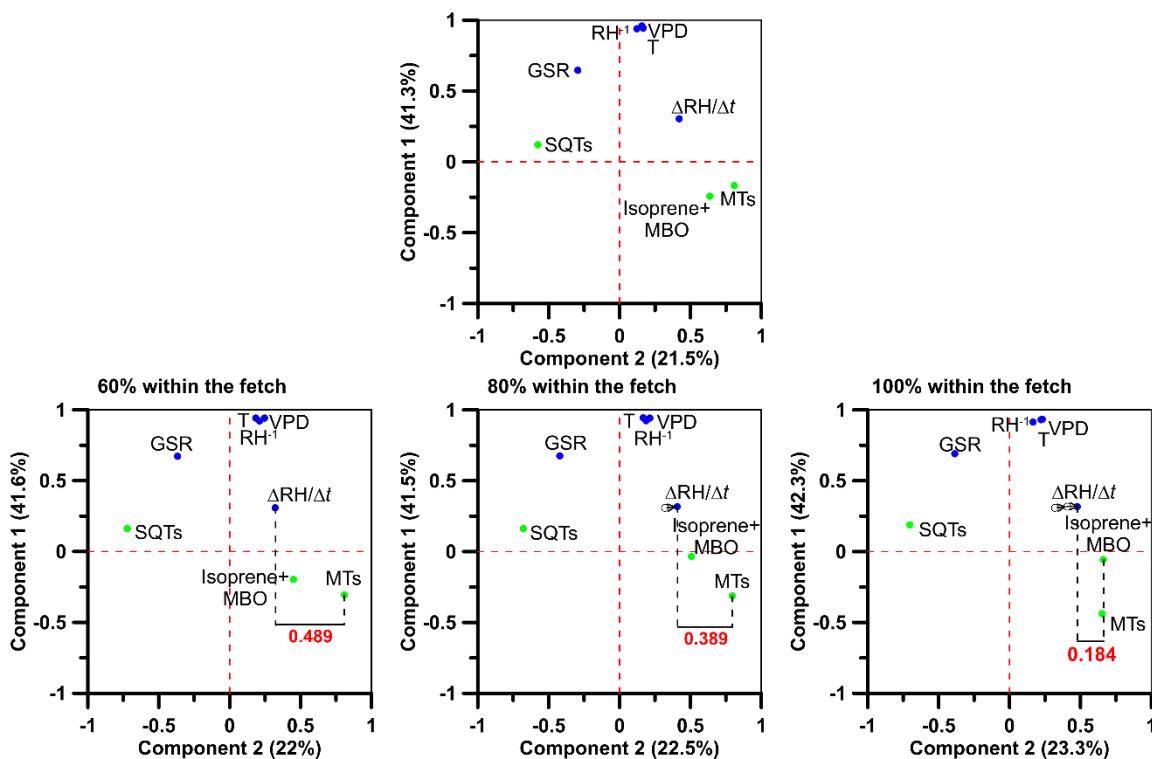 1
0.5
0
-0.5
-1
Component 1 (41.3%)
RH-1
VPD
T
GSR
ΔRH/Δt
SQTs
Isoprene+
MBO
MTs
-1
-0.5
0
0.5
1
Component 2 (21.5%)
60% within the fetch
1
0.5
0
-0.5
-1
Component 1 (41.6%)
T
VPD
RH-1
GSR
ΔRH/Δt
SQTs
Isoprene+
MBO
MTs
0.489
-1
-0.5
0
0.5
1
Component 2 (22%)
80% within the fetch
1
0.5
0
-0.5
-1
Component 1 (41.5%)
T
VPD
RH-1
GSR
ΔRH/Δt
SQTs
Isoprene+
MBO
MTs
0.389
-1
-0.5
0
0.5
1
Component 2 (22.5%)
100% within the fetch
1
0.5
0
-0.5
-1
Component 1 (42.3%)
RH-1
VPD
T
GSR
ΔRH/Δt
SQTs
Isoprene+
MBO
MTs
0.184
-1
-0.5
0
0.5
1
Component 2 (23.3%)